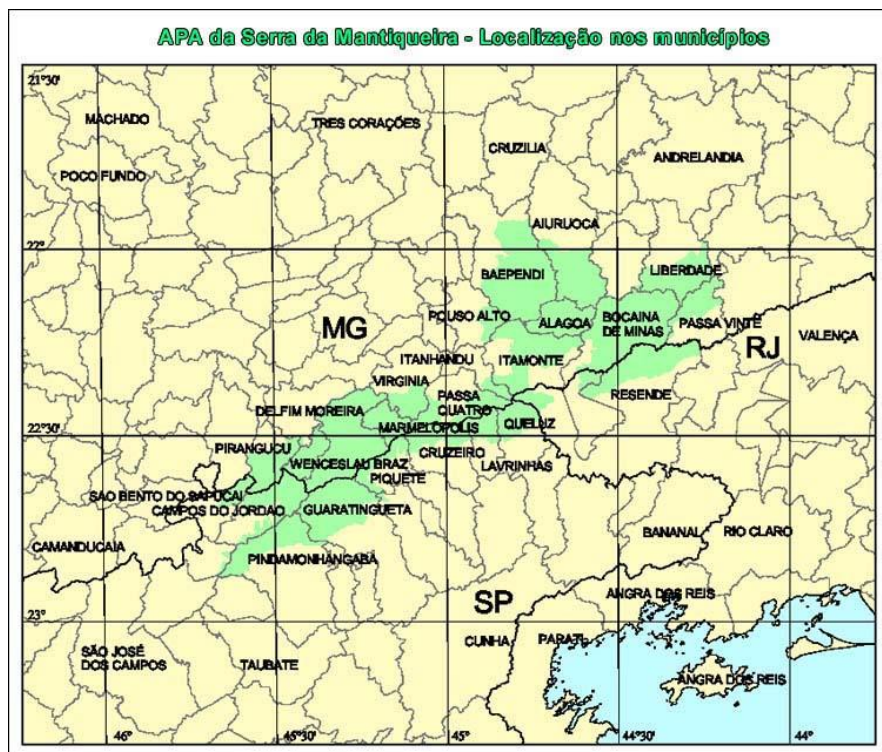 APA da Serra da Mantiqueira - Localização nos municípios
21°30'
MACHADO
TRES CORAÇÕES
CRUZILIA
ANDRELANDIA
POCO FUNDO
AIURUOCA
22°
BAEPENDI
LIBERDADE
POUSO ALTO
ALAGOA
BOCAINA
DE MINAS
PASSA VINTE
MG
RJ
VALENÇA
ITANHANDU
ITAMONTE
VIRGINIA
PASSA
QUATRO
RESENDE
DELFIM MOREIRA
22°30'
MARMELOPOLIS
QUELUZ
PIRANGUCU
WENCESLAU BRAZ
CRUZEIRO
LAVRINHAS
PIQUETE
SAO BENTO DO SAPUCAI
CAMPOS DO JORDAO
GUARATINGUETA
BANANAL
RIO CLARO
CAMANDUCAIA
PINDAMONHANGABA
SP
ANGRA DOS REIS
23°
CUNHA
PARATI
SÃO JOSÉ
DOS CAMPOS
TAUBATE
ANGRA DOS REIS
46°
45°30'
45°
44°30'
44°